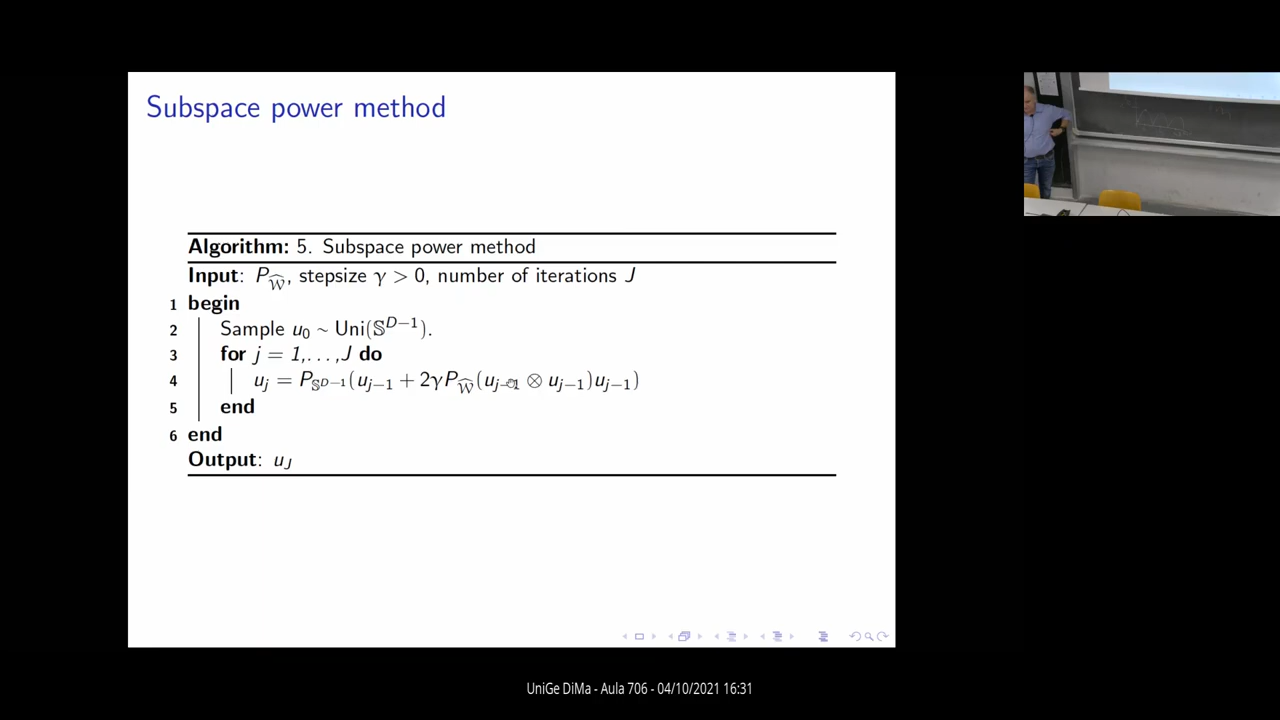 Subspace power method
Algorithm: 5. Subspace power method
Input: P_𝒲̂, stepsize γ > 0, number of iterations J
1 begin
2 Sample u₀ ~ Uni(𝕊^{D−1}).
3 for j = 1,...,J do
4 u_j = P_{𝕊^{D−1}}(u_{j−1} + 2γP_𝒲̂(u_{j−1} ⊗ u_{j−1})u_{j−1})
5 end
6 end
Output: u_J
UniGe DiMa - Aula 706 - 04/10/2021 16:31